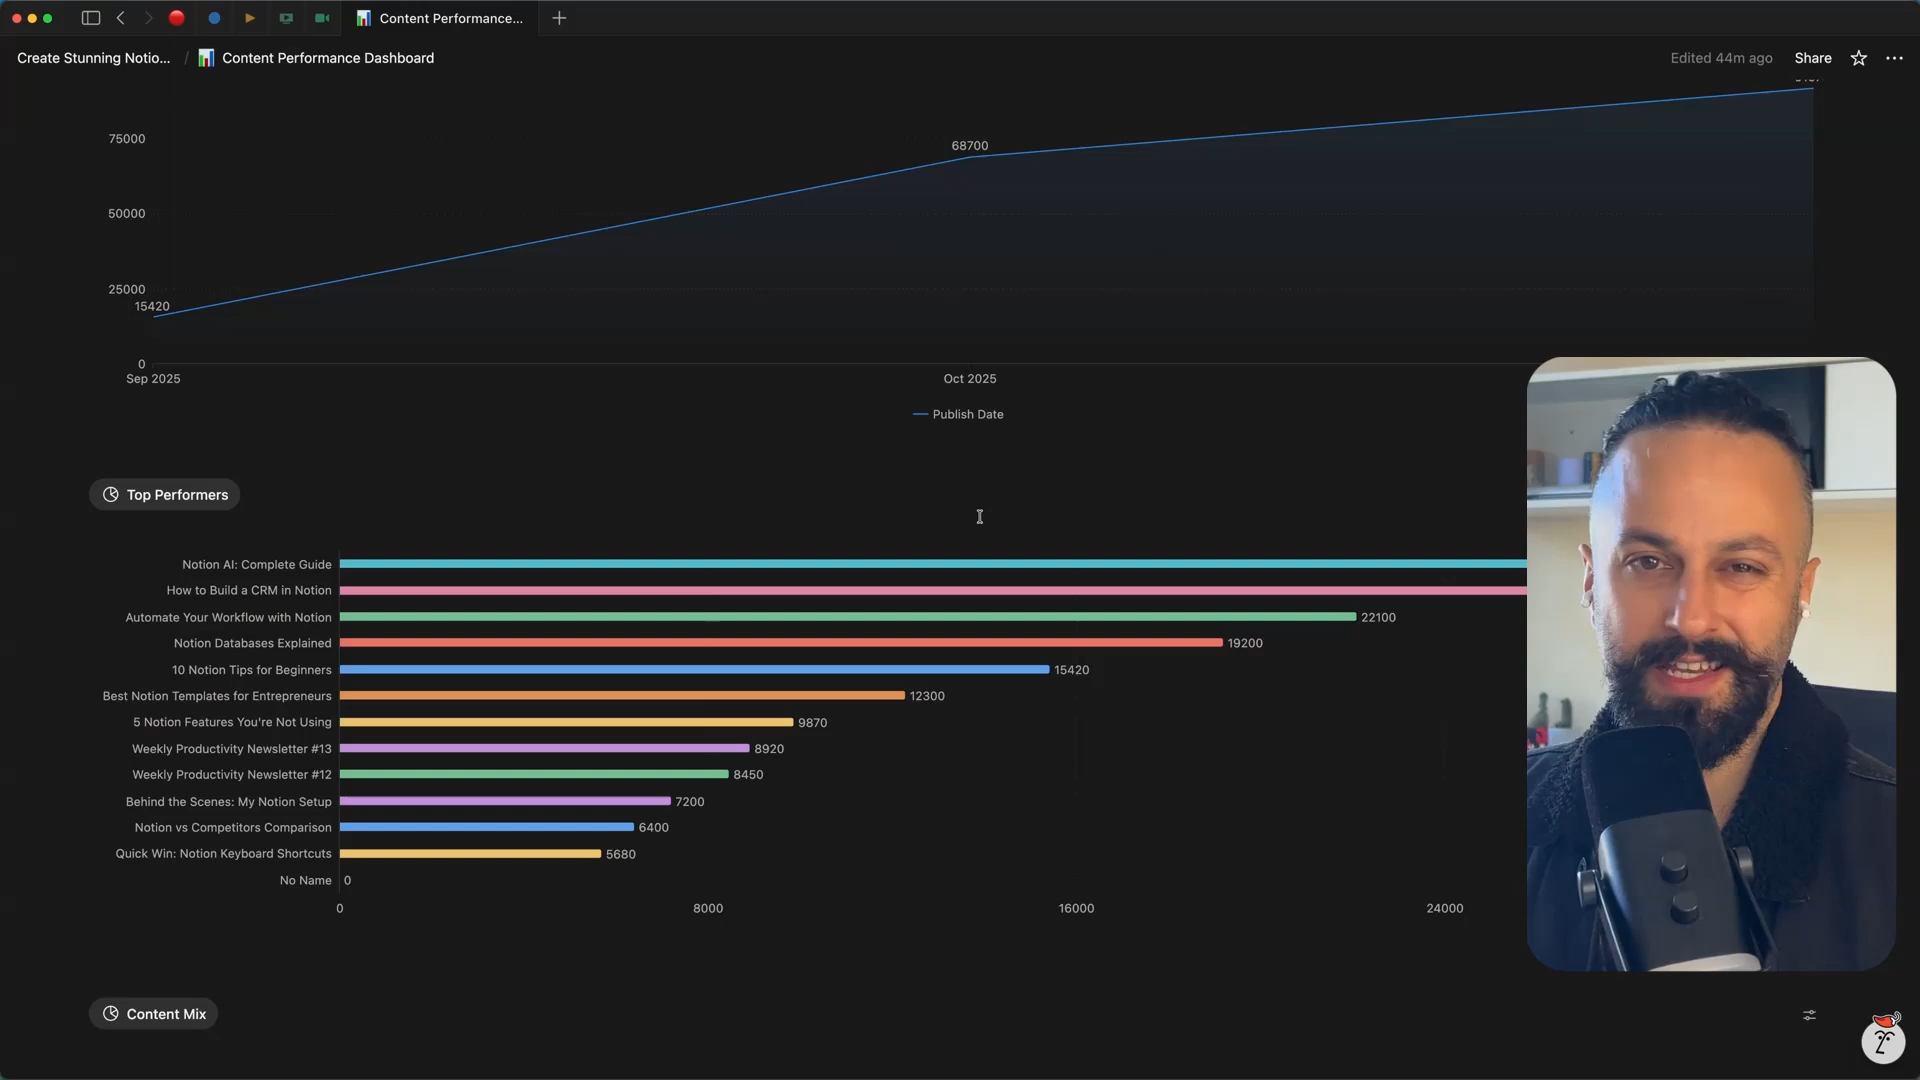 Content Performance...
Create Stunning Notio... / Content Performance Dashboard
Edited 44m ago
Share
75000
68700
50000
25000
15420
0
Sep 2025
Oct 2025
Publish Date
Top Performers
Notion AI: Complete Guide
How to Build a CRM in Notion
Automate Your Workflow with Notion 22100
Notion Databases Explained 19200
10 Notion Tips for Beginners 15420
Best Notion Templates for Entrepreneurs 12300
5 Notion Features You're Not Using 9870
Weekly Productivity Newsletter #13 8920
Weekly Productivity Newsletter #12 8450
Behind the Scenes: My Notion Setup 7200
Notion vs Competitors Comparison 6400
Quick Win: Notion Keyboard Shortcuts 5680
No Name 0
0 8000 16000 24000
Content Mix